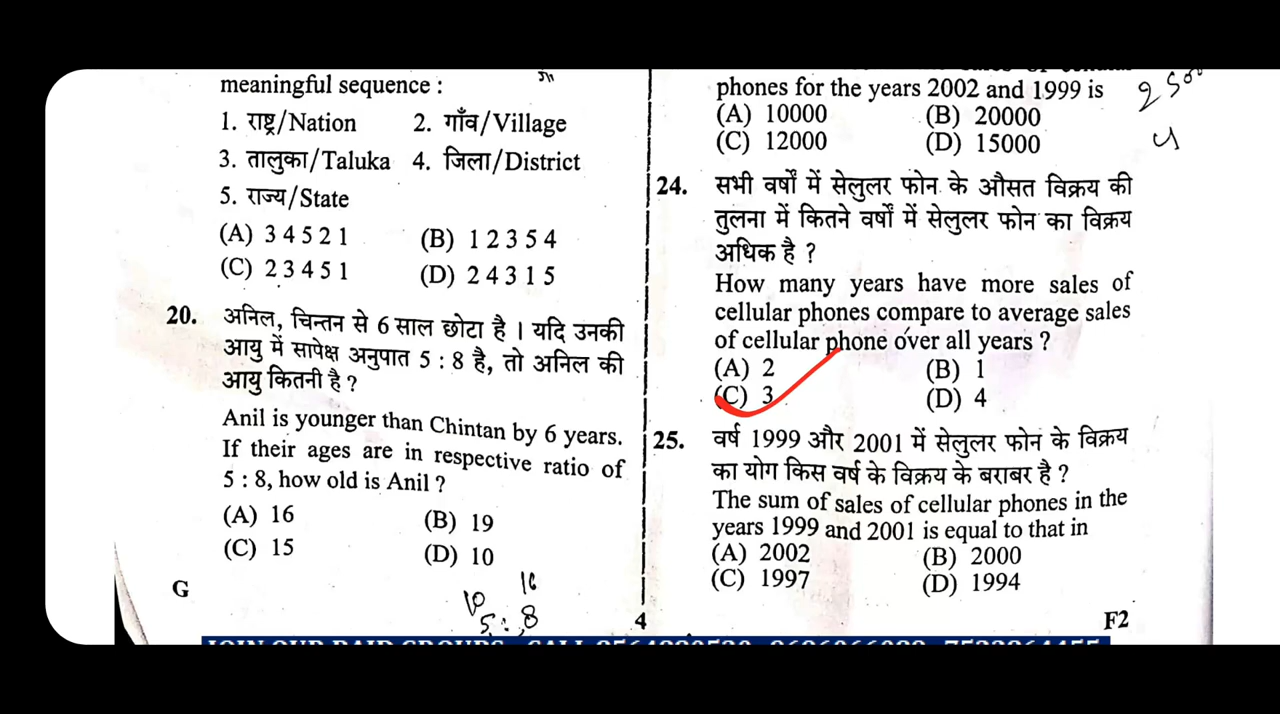 meaningful sequence :
1. राष्ट्र/Nation 2. गाँव/Village
3. तालुका/Taluka 4. जिला/District
5. राज्य/State
(A) 3 4 5 2 1 (B) 1 2 3 5 4
(C) 2 3 4 5 1 (D) 2 4 3 1 5
20. अनिल, चिन्तन से 6 साल छोटा है । यदि उनकी
आयु में सापेक्ष अनुपात 5 : 8 है, तो अनिल की
आयु कितनी है ?
Anil is younger than Chintan by 6 years.
If their ages are in respective ratio of
5 : 8, how old is Anil ?
(A) 16 (B) 19
(C) 15 (D) 10
G
10 16
5 : 8
phones for the years 2002 and 1999 is
(A) 10000 (B) 20000
(C) 12000 (D) 15000
24. सभी वर्षों में सेलुलर फोन के औसत विक्रय की
तुलना में कितने वर्षों में सेलुलर फोन का विक्रय
अधिक है ?
How many years have more sales of
cellular phones compare to average sales
of cellular phone over all years ?
(A) 2 (B) 1
(C) 3 (D) 4
25. वर्ष 1999 और 2001 में सेलुलर फोन के विक्रय
का योग किस वर्ष के विक्रय के बराबर है ?
The sum of sales of cellular phones in the
years 1999 and 2001 is equal to that in
(A) 2002 (B) 2000
(C) 1997 (D) 1994
4 F2